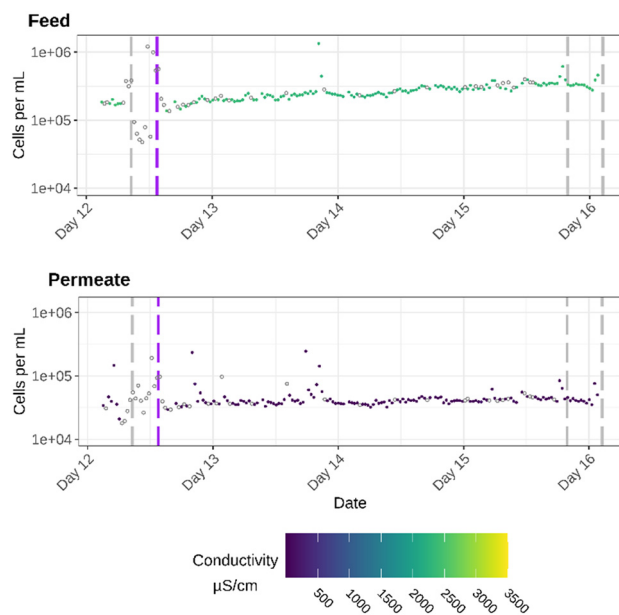 Feed
Cells per mL
1e+06
1e+05
1e+04
Day 12
Day 13
Day 14
Day 15
Day 16
Permeate
Cells per mL
1e+06
1e+05
1e+04
Day 12
Day 13
Day 14
Day 15
Day 16
Date
Conductivity
µS/cm
500
1000
1500
2000
2500
3000
3500